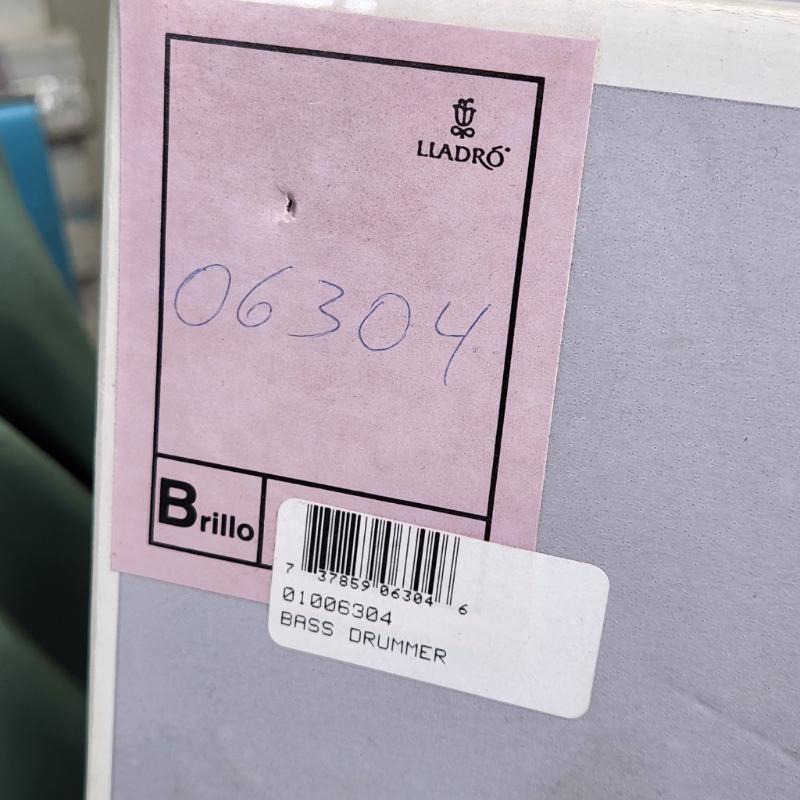 LLADRÓ
06304
Brillo
7 37859 06304 6
01006304
BASS DRUMMER